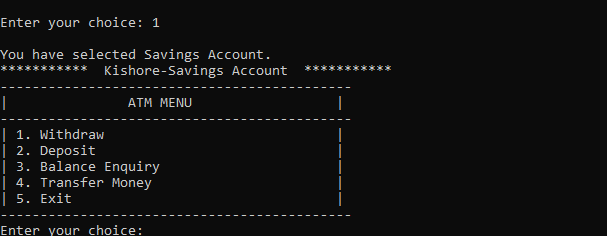 Enter your choice: 1
You have selected Savings Account.
***********  Kishore-Savings Account  ***********
--------------------------------------------
|               ATM MENU                  |
--------------------------------------------
| 1. Withdraw                             |
| 2. Deposit                              |
| 3. Balance Enquiry                      |
| 4. Transfer Money                       |
| 5. Exit                                 |
--------------------------------------------
Enter your choice: